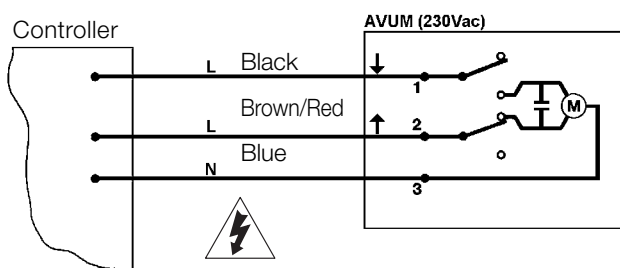 AVUM (230Vac)
Controller
L Black
1
Brown/Red
L 2
M
Blue
N 3